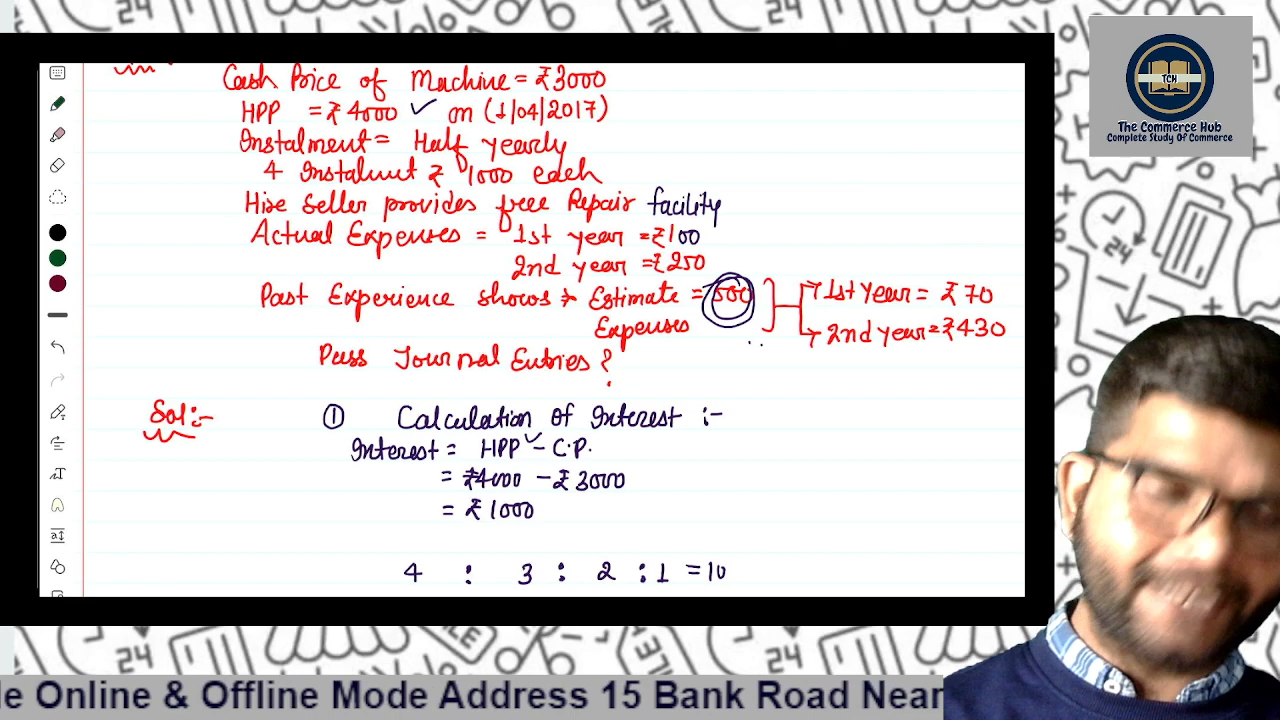 Cash Price of Machine = ₹3000
HPP = ₹4000 ✓ on (1/04/2017)
Instalment = Half yearly
4 Instalment ₹ 1000 each
Hire Seller provides free Repair facility
Actual Expenses = 1st year = ₹100
2nd year = ₹250
Past Experience shows → Estimate = 500 → 1st Year = ₹70
Expenses → 2nd year = ₹430
Pass Journal Entries?
Sol:-
① Calculation of Interest :-
Interest = HPP ✓ - C.P.
= ₹4000 - ₹3000
= ₹1000
4 : 3 : 2 : 1 = 10
TCH
The Commerce Hub
Complete Study Of Commerce
le Online & Offline Mode Address 15 Bank Road Near